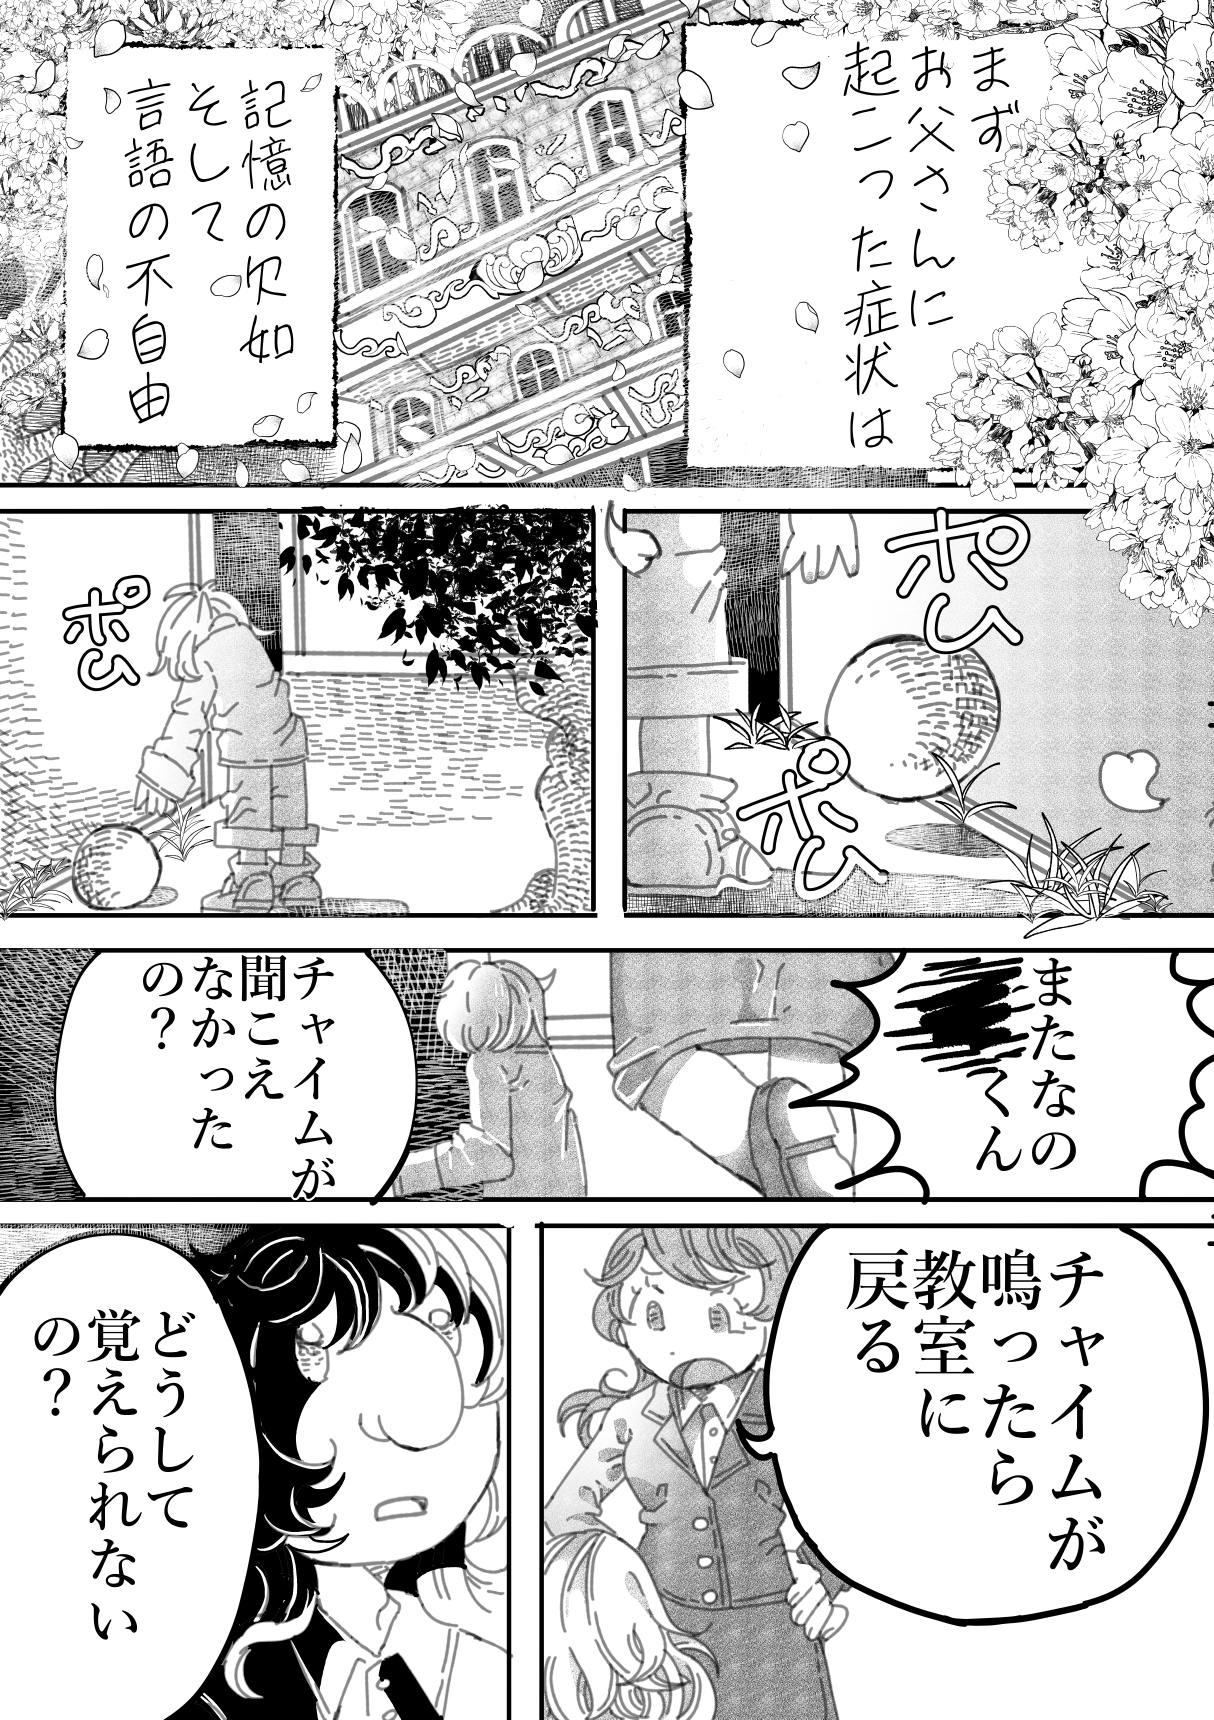 まず
お父さんに
起こった症状は
記憶の欠如
そして
言語の不自由
ポひ
ポひ
ポひ
またなの
くん
チャイムが
聞こえ
なかった
の？
チャイムが
鳴ったら
教室に
戻る
どうして
覚えられない
の？